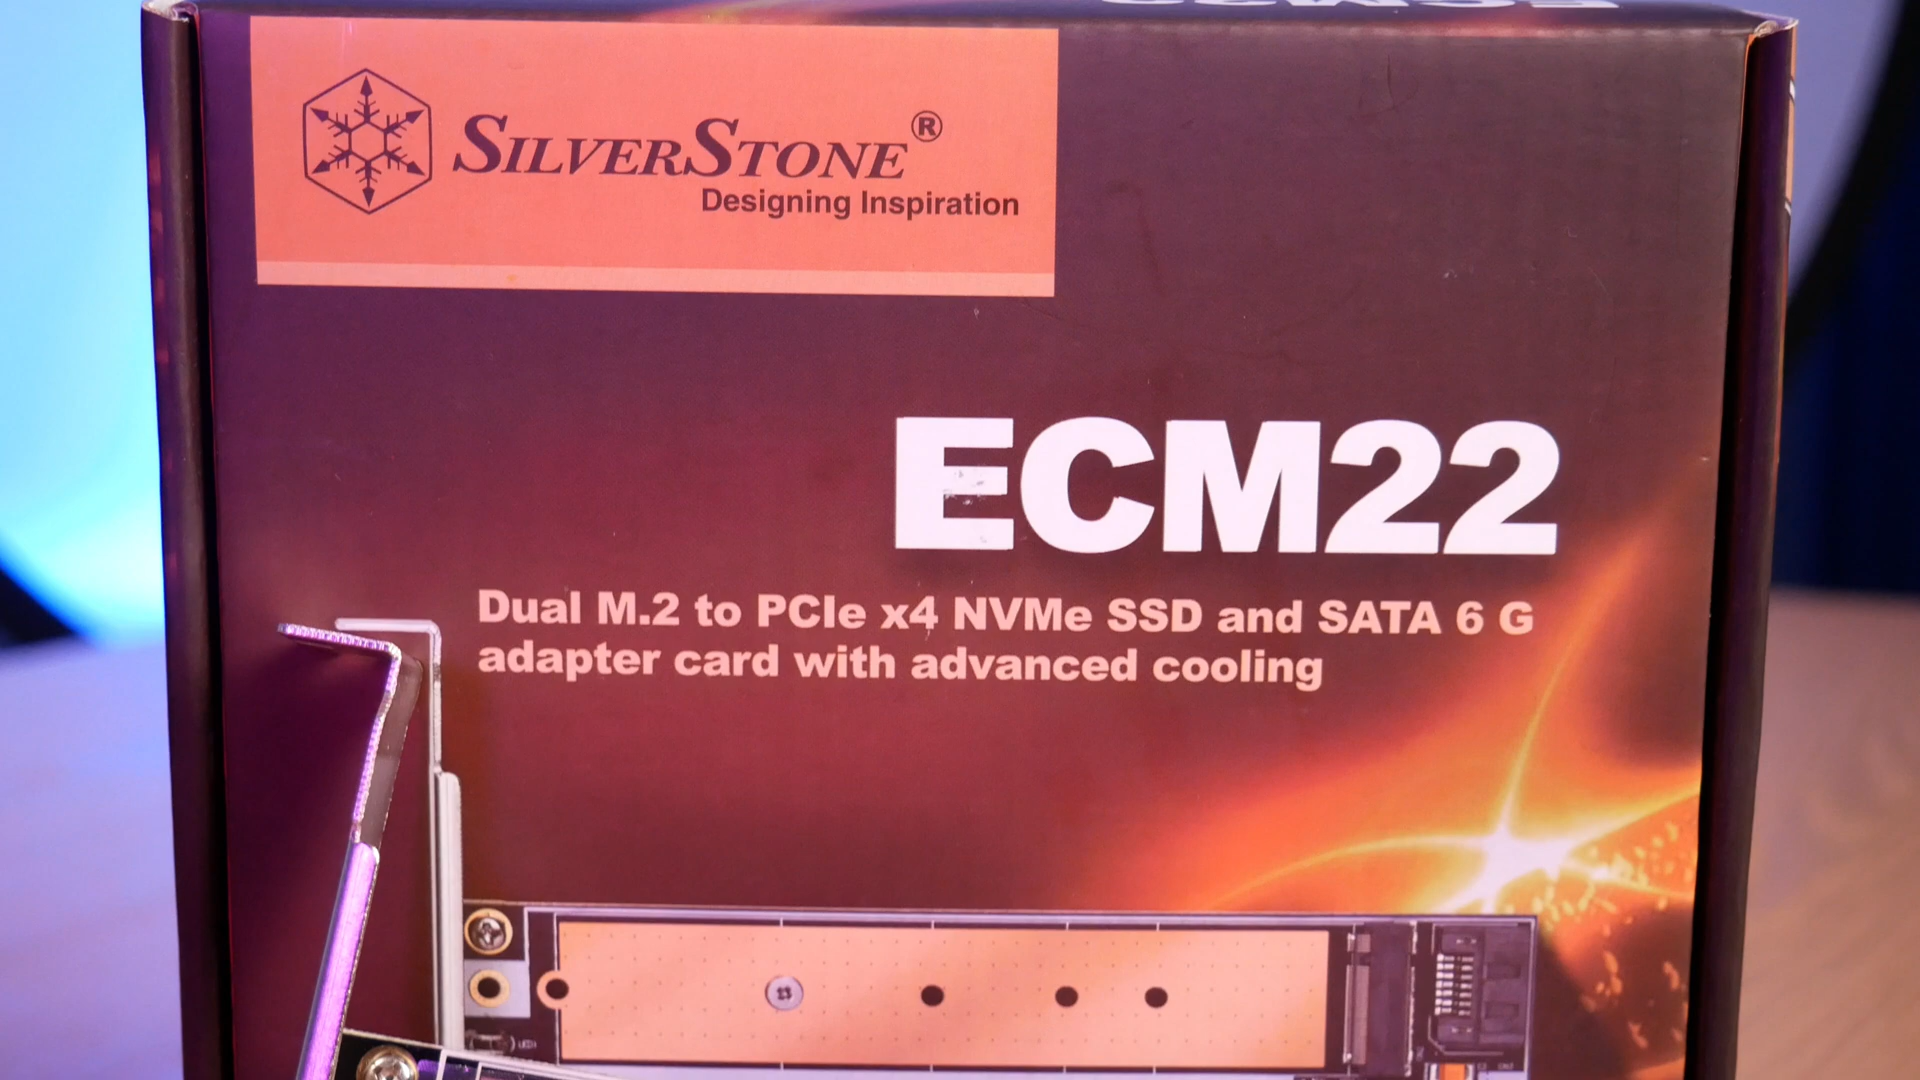 SILVERSTONE®
Designing Inspiration
ECM22
Dual M.2 to PCIe x4 NVMe SSD and SATA 6 G
adapter card with advanced cooling